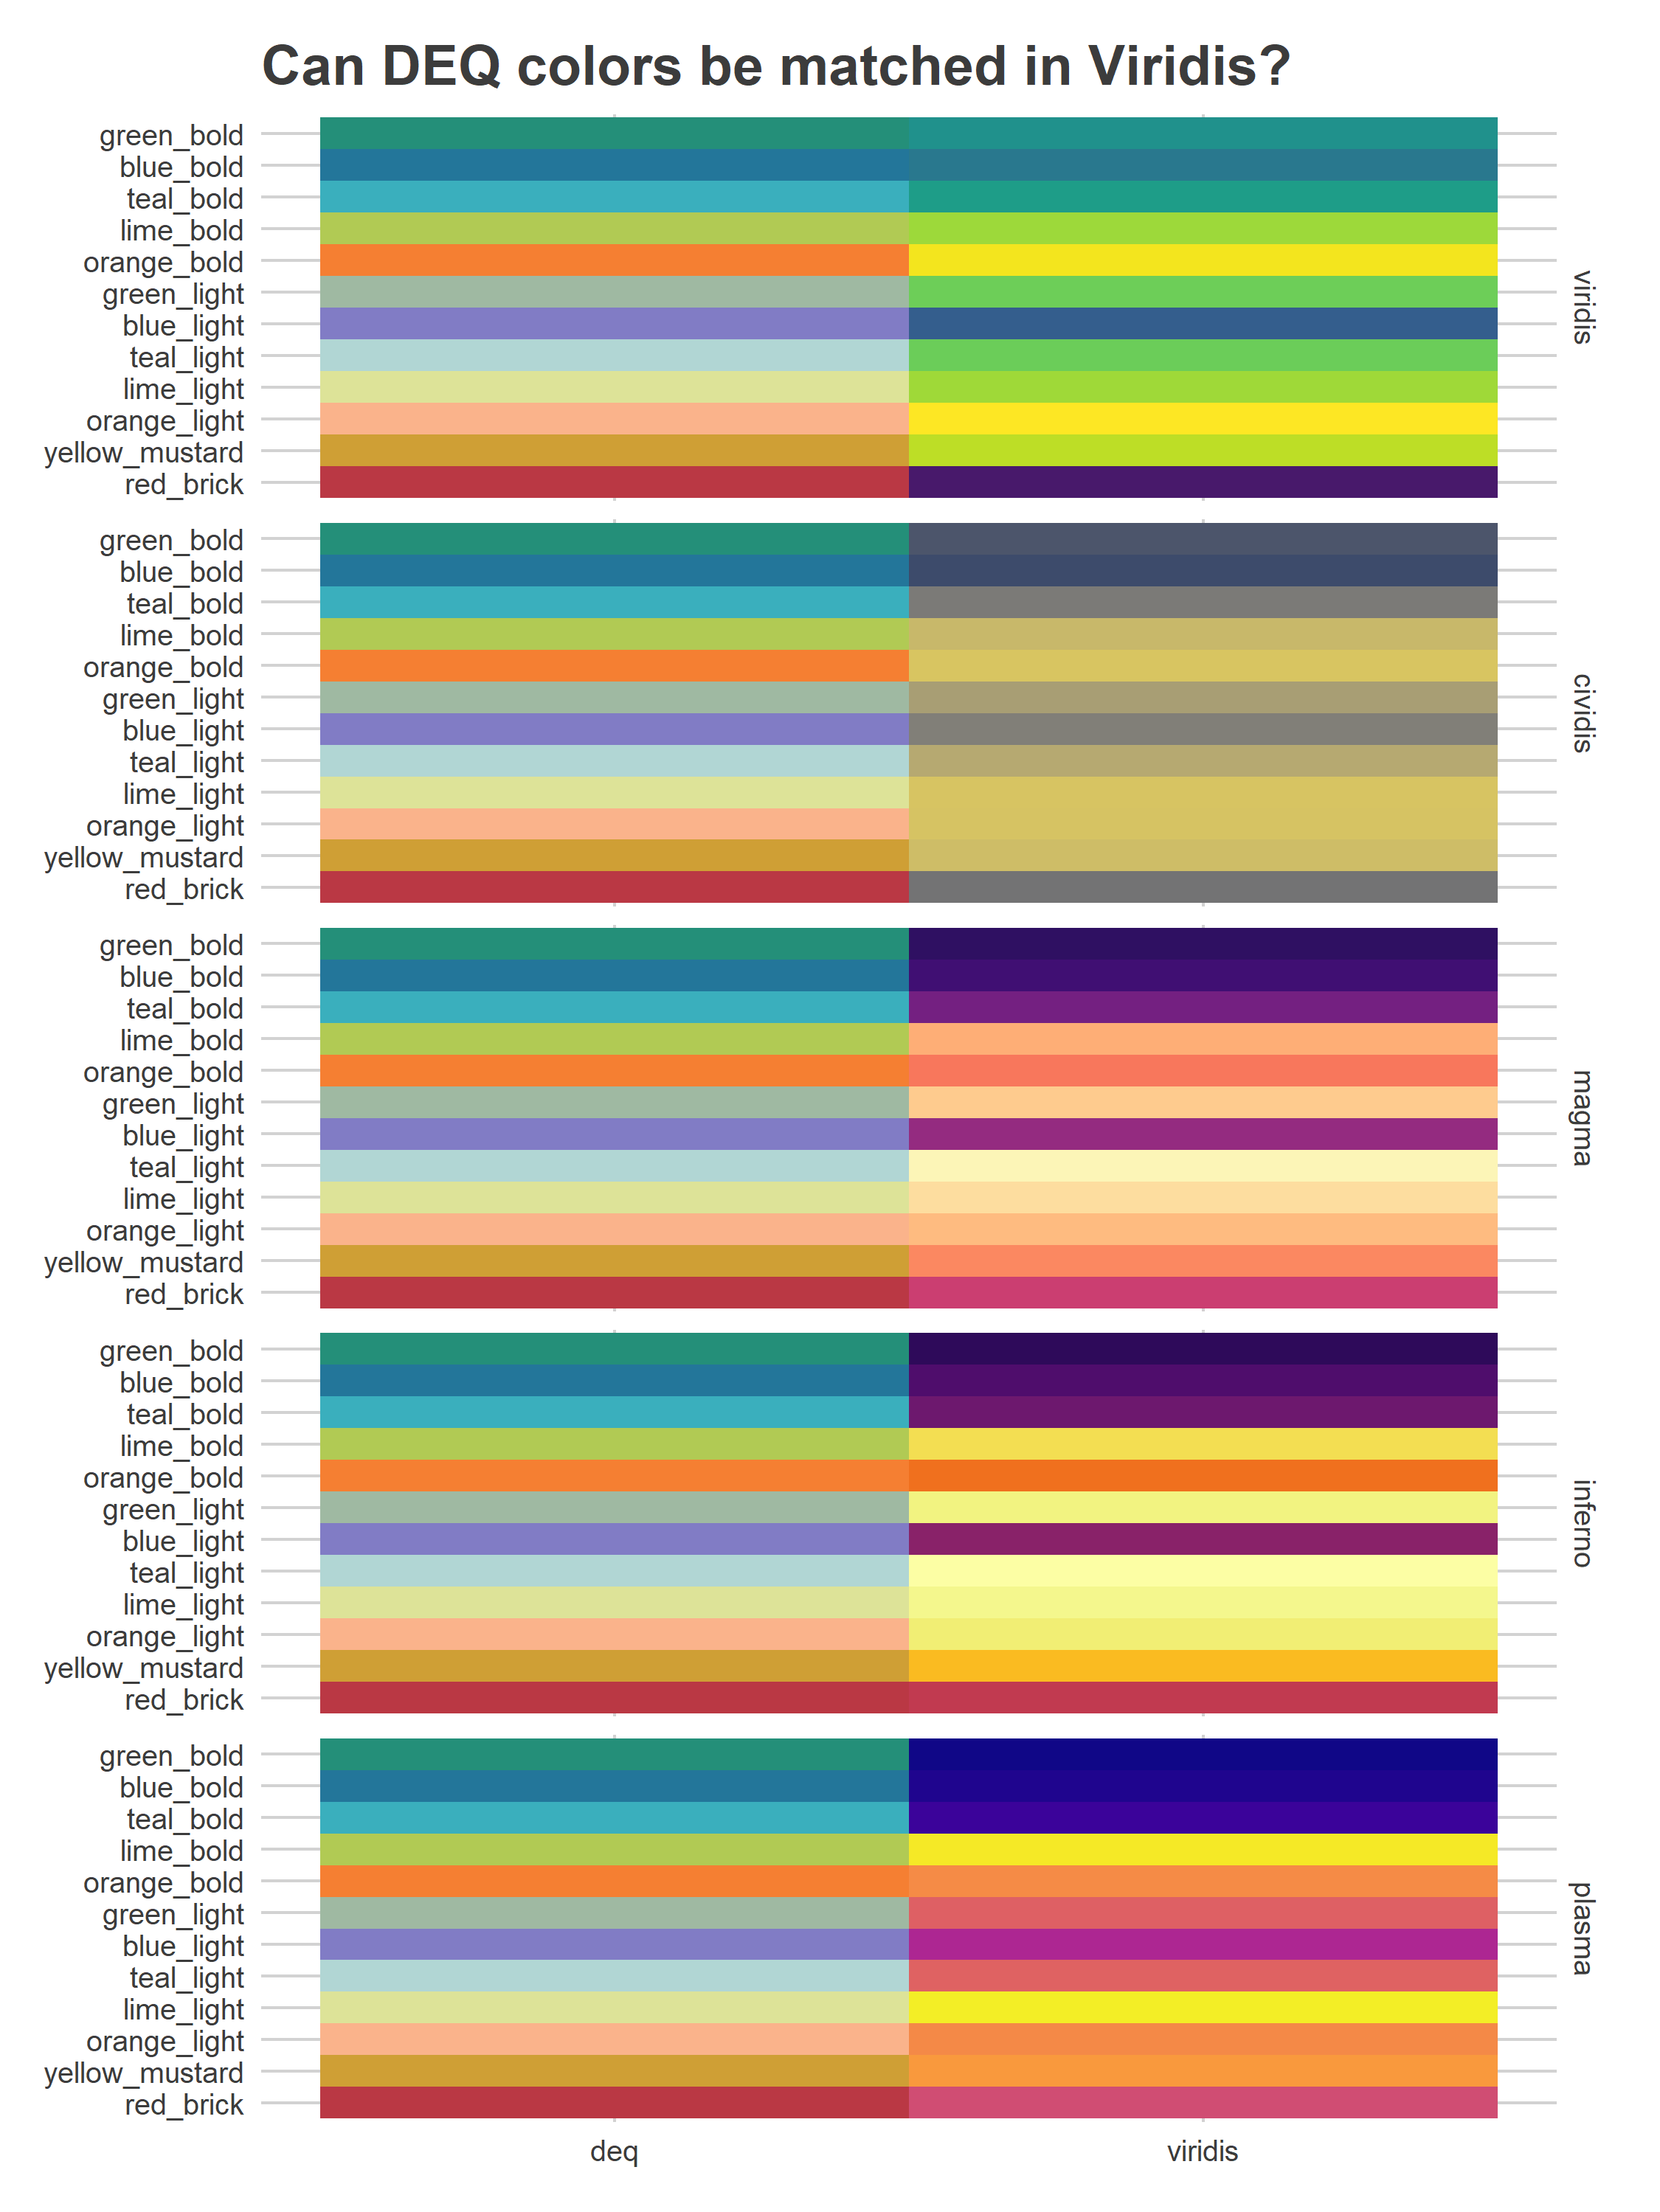 Can DEQ colors be matched in Viridis?
green_bold
blue_bold
teal_bold
lime_bold
orange_bold
green_light
blue_light
teal_light
lime_light
orange_light
yellow_mustard
red_brick
viridis
green_bold
blue_bold
teal_bold
lime_bold
orange_bold
green_light
blue_light
teal_light
lime_light
orange_light
yellow_mustard
red_brick
cividis
green_bold
blue_bold
teal_bold
lime_bold
orange_bold
green_light
blue_light
teal_light
lime_light
orange_light
yellow_mustard
red_brick
magma
green_bold
blue_bold
teal_bold
lime_bold
orange_bold
green_light
blue_light
teal_light
lime_light
orange_light
yellow_mustard
red_brick
inferno
green_bold
blue_bold
teal_bold
lime_bold
orange_bold
green_light
blue_light
teal_light
lime_light
orange_light
yellow_mustard
red_brick
plasma
deq
viridis